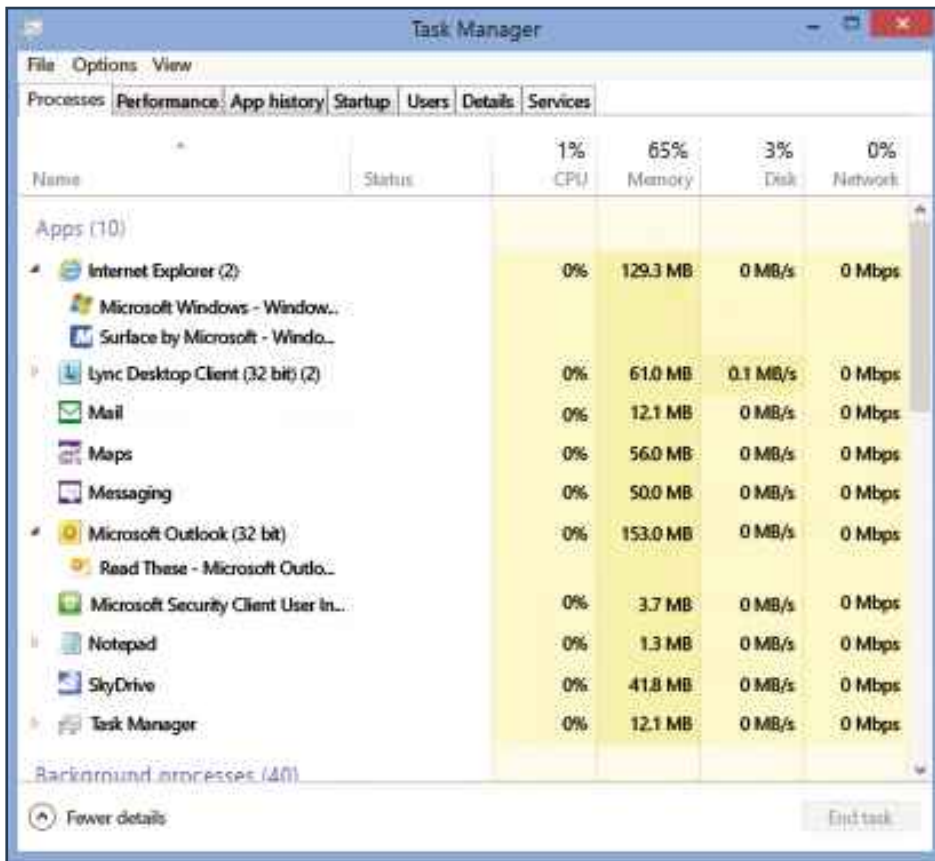 Task Manager
File Options View
Processes Performance App history Startup Users Details Services
1% 65% 3% 0%
Name Status CPU Memory Disk Network
Apps (10)
Internet Explorer (2) 0% 129.3 MB 0 MB/s 0 Mbps
Microsoft Windows - Window...
Surface by Microsoft - Windo...
Lync Desktop Client (32 bit) (2) 0% 61.0 MB 0.1 MB/s 0 Mbps
Mail 0% 12.1 MB 0 MB/s 0 Mbps
Maps 0% 56.0 MB 0 MB/s 0 Mbps
Messaging 0% 50.0 MB 0 MB/s 0 Mbps
Microsoft Outlook (32 bit) 0% 153.0 MB 0 MB/s 0 Mbps
Read These - Microsoft Outlo...
Microsoft Security Client User In... 0% 3.7 MB 0 MB/s 0 Mbps
Notepad 0% 1.3 MB 0 MB/s 0 Mbps
SkyDrive 0% 41.8 MB 0 MB/s 0 Mbps
Task Manager 0% 12.1 MB 0 MB/s 0 Mbps
Background processes (40)
Fewer details End task